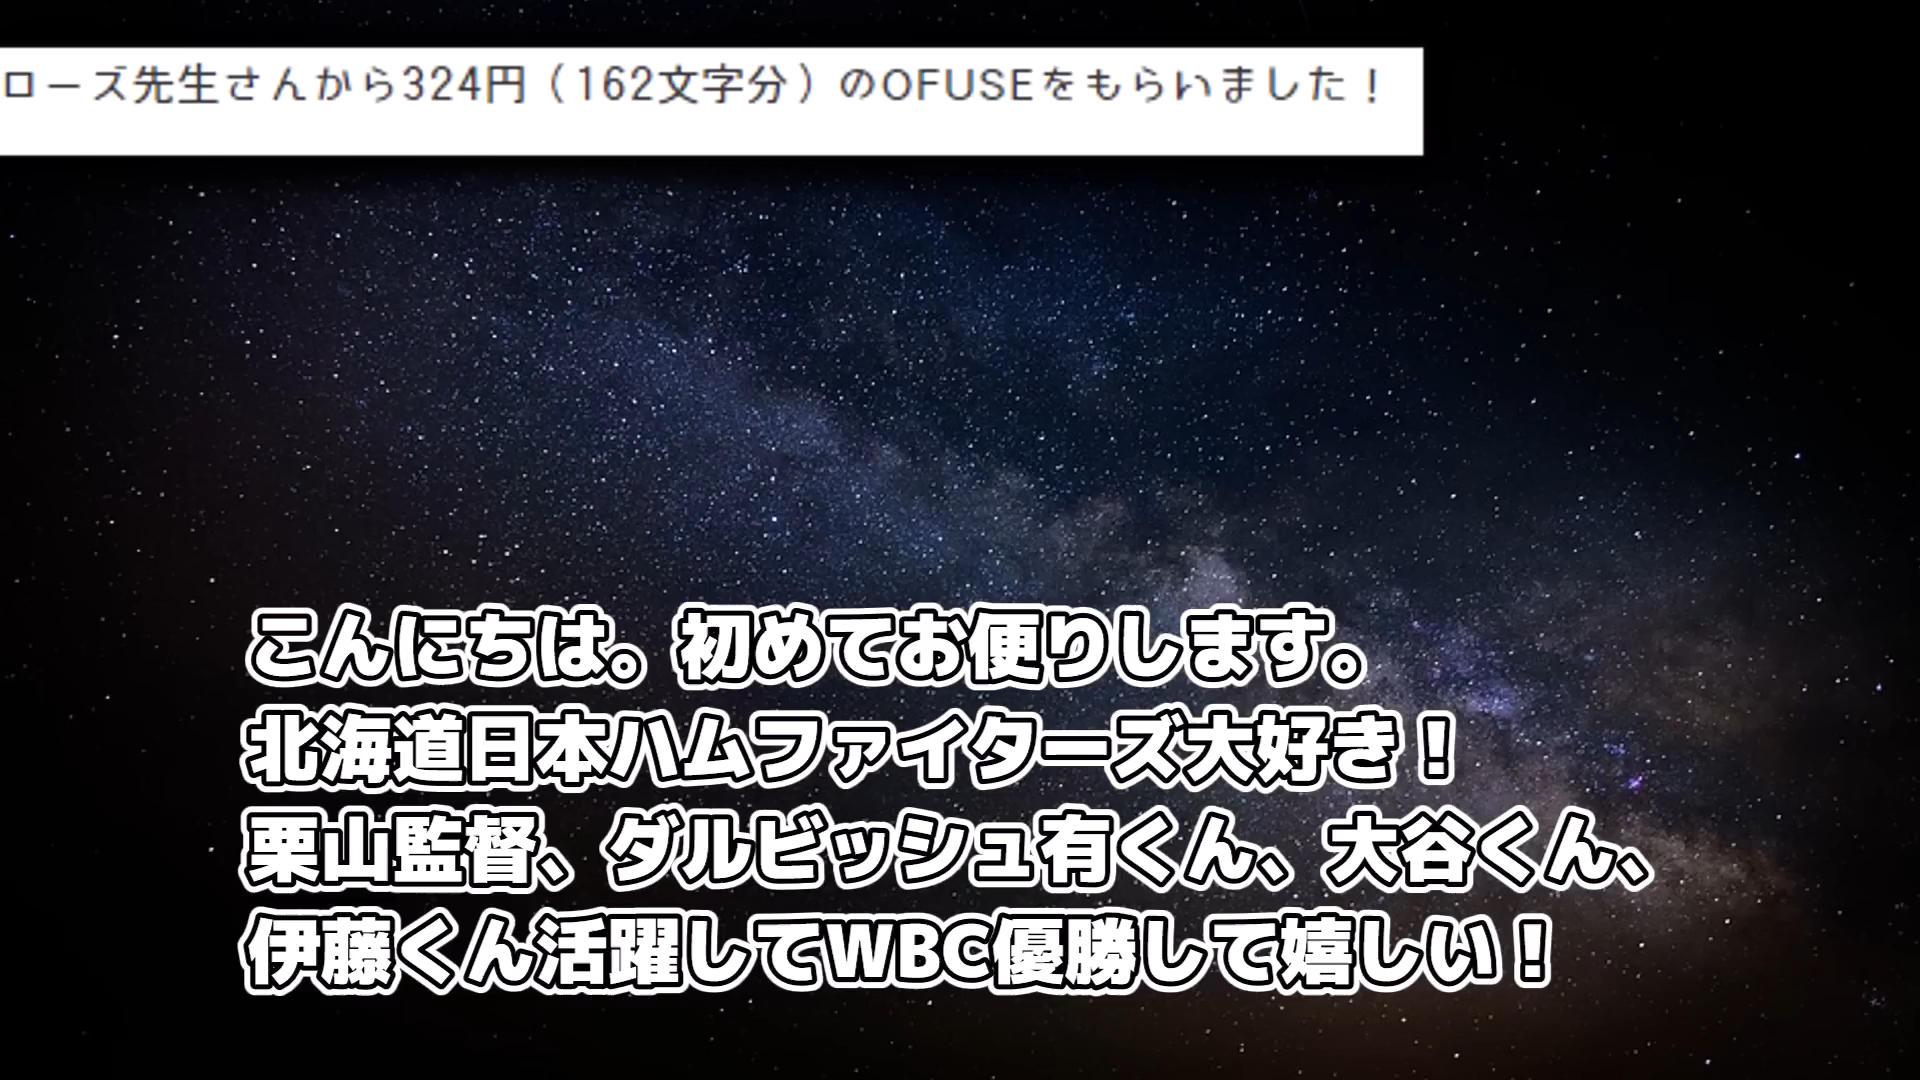 ローズ先生さんから324円（162文字分）のOFUSEをもらいました！
こんにちは。初めてお便りします。
北海道日本ハムファイターズ大好き！
栗山監督、ダルビッシュ有くん、大谷くん、
伊藤くん活躍してWBC優勝して嬉しい！